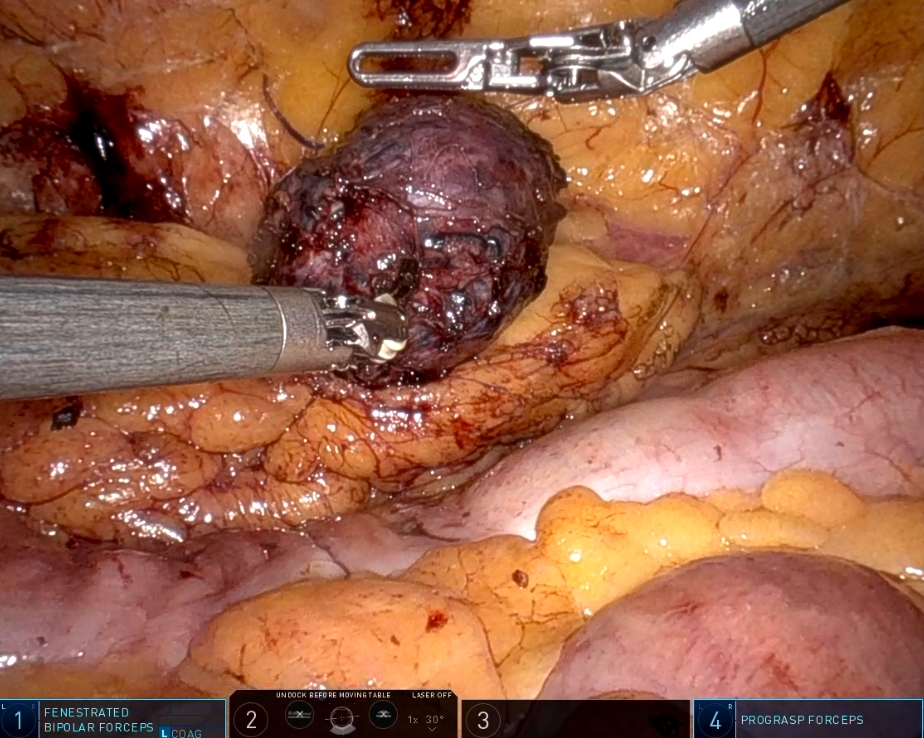 UNDOCK BEFORE MOVING TABLE LASER OFF
1 FENESTRATED
BIPOLAR FORCEPS L COAG
2 1x 30°
3
4 PROGRASP FORCEPS
L
R